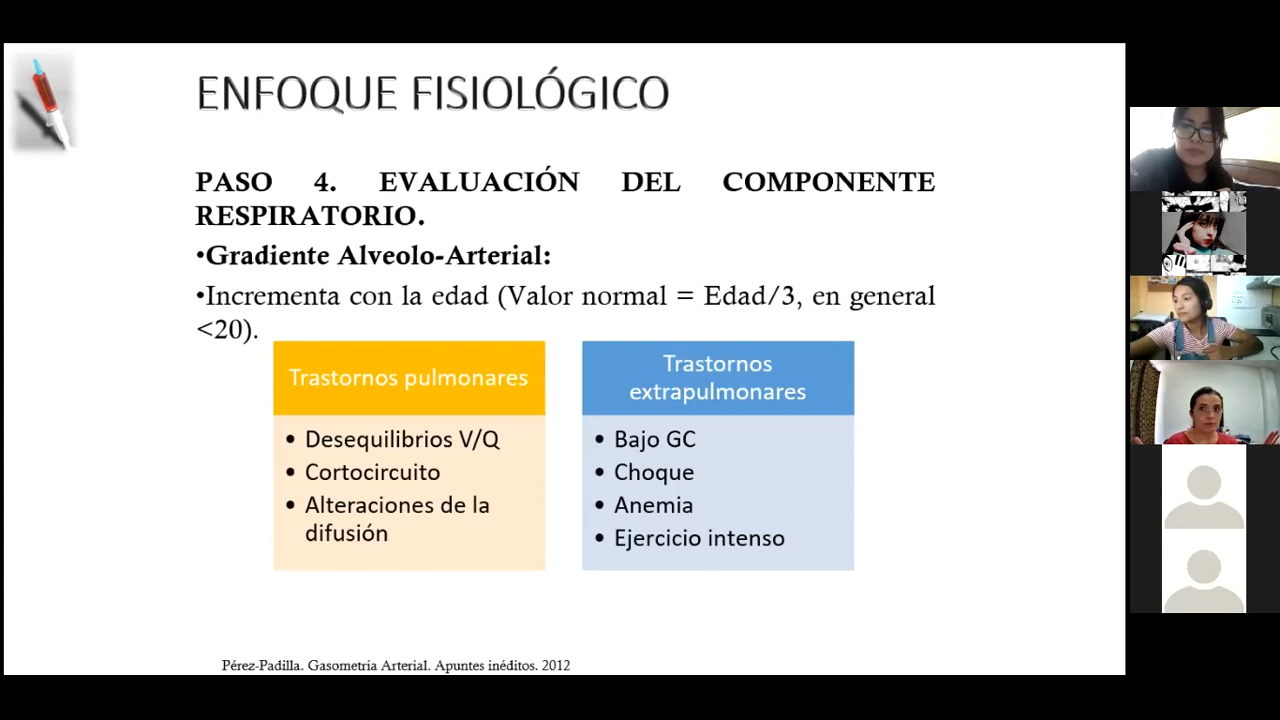 ENFOQUE FISIOLÓGICO
PASO 4. EVALUACIÓN DEL COMPONENTE
RESPIRATORIO.
•Gradiente Alveolo-Arterial:
•Incrementa con la edad (Valor normal = Edad/3, en general
<20).
Trastornos pulmonares
• Desequilibrios V/Q
• Cortocircuito
• Alteraciones de la
difusión
Trastornos
extrapulmonares
• Bajo GC
• Choque
• Anemia
• Ejercicio intenso
Pérez-Padilla. Gasometría Arterial. Apuntes inéditos. 2012